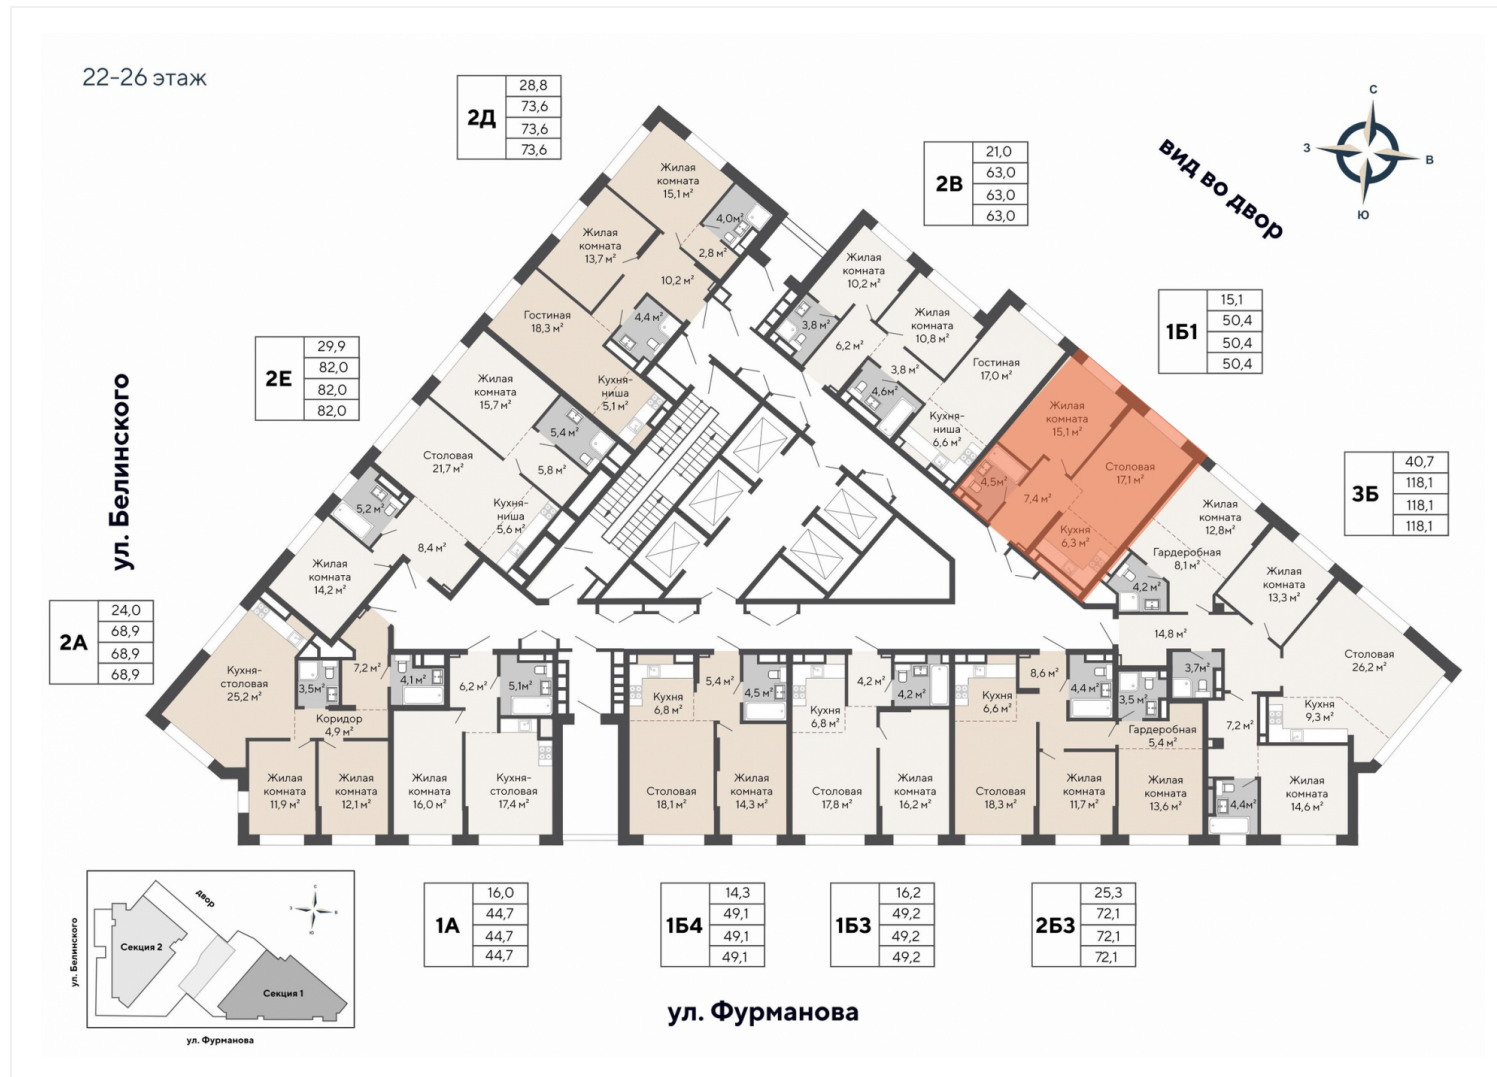 22-26 этаж
2Д
28,8
73,6
73,6
73,6
2В
21,0
63,0
63,0
63,0
С
З
В
Ю
вид во двор
1Б1
15,1
50,4
50,4
50,4
2Е
29,9
82,0
82,0
82,0
3Б
40,7
118,1
118,1
118,1
ул. Белинского
2А
24,0
68,9
68,9
68,9
Жилая
комната
15,1 м²
4,0м²
2,8 м²
Жилая
комната
13,7 м²
10,2 м²
Гостиная
18,3 м²
4,4 м²
Кухня-
ниша
5,1 м²
Жилая
комната
15,7 м²
5,4 м²
Столовая
21,7 м²
5,8 м²
Кухня-
ниша
5,6 м²
5,2 м²
8,4 м²
Жилая
комната
14,2 м²
Жилая
комната
10,2 м²
3,8 м²
6,2 м²
Жилая
комната
10,8 м²
3,8 м²
4,6м²
Гостиная
17,0 м²
Кухня-
ниша
6,6 м²
Жилая
комната
15,1 м²
Столовая
17,1 м²
4,5м²
7,4 м²
Кухня
6,3 м²
Жилая
комната
12,8м²
Гардеробная
8,1 м²
4,2 м²
Жилая
комната
13,3 м²
14,8 м²
Столовая
26,2 м²
3,7м²
Кухня
9,3 м²
7,2 м²
4,4м²
Жилая
комната
14,6 м²
Кухня-
столовая
25,2 м²
7,2 м²
3,5м²
Коридор
4,9 м²
Жилая
комната
11,9 м²
Жилая
комната
12,1 м²
4,1 м²
6,2 м²
5,1 м²
Жилая
комната
16,0 м²
Кухня-
столовая
17,4 м²
Кухня
6,8 м²
5,4 м²
4,5 м²
Столовая
18,1 м²
Жилая
комната
14,3 м²
Кухня
6,8 м²
4,2 м²
4,2 м²
Столовая
17,8 м²
Жилая
комната
16,2 м²
Кухня
6,6 м²
8,6 м²
4,4 м²
3,5 м²
Гардеробная
5,4 м²
Столовая
18,3 м²
Жилая
комната
11,7 м²
Жилая
комната
13,6 м²
1А
16,0
44,7
44,7
44,7
1Б4
14,3
49,1
49,1
49,1
1Б3
16,2
49,2
49,2
49,2
2Б3
25,3
72,1
72,1
72,1
ул. Фурманова
ул. Белинского
двор
С
З
В
Ю
Секция 2
Секция 1
ул. Фурманова